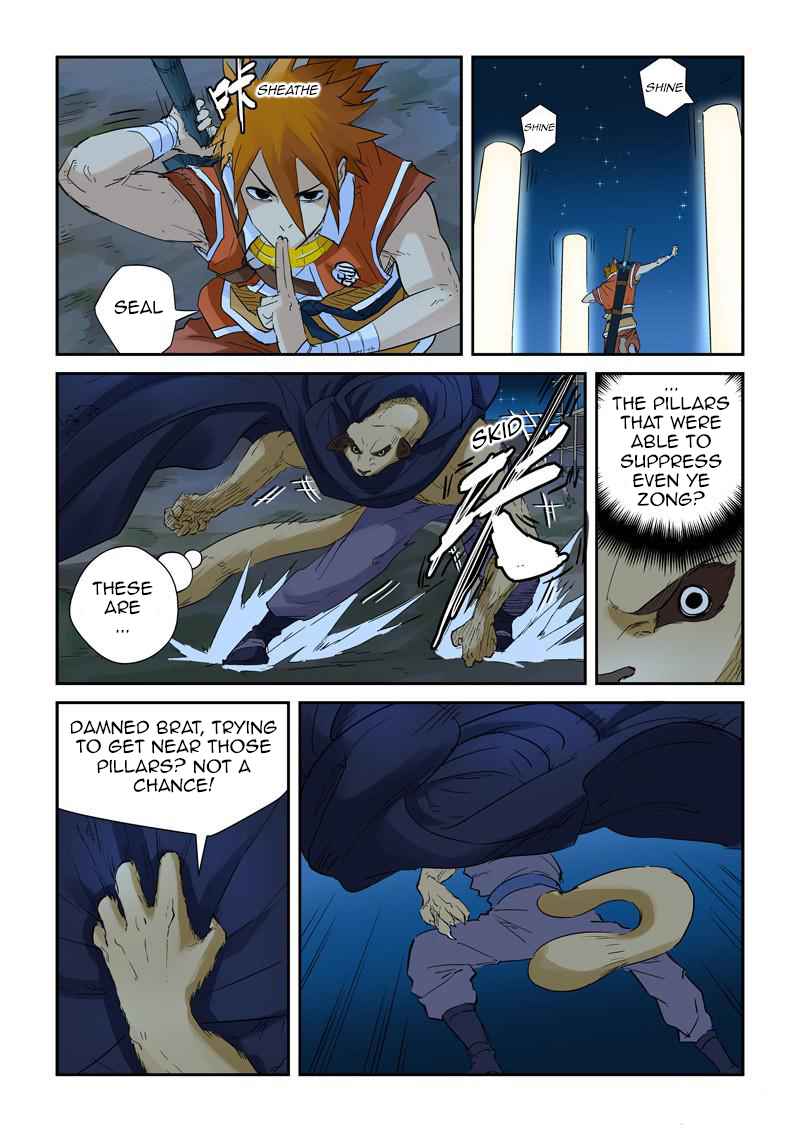 咔
SHEATHE
SEAL
SHINE
SHINE
SKID
THESE
ARE
...
...
THE PILLARS
THAT WERE
ABLE TO
SUPPRESS
EVEN YE
ZONG?
DAMNED BRAT, TRYING
TO GET NEAR THOSE
PILLARS? NOT A
CHANCE!